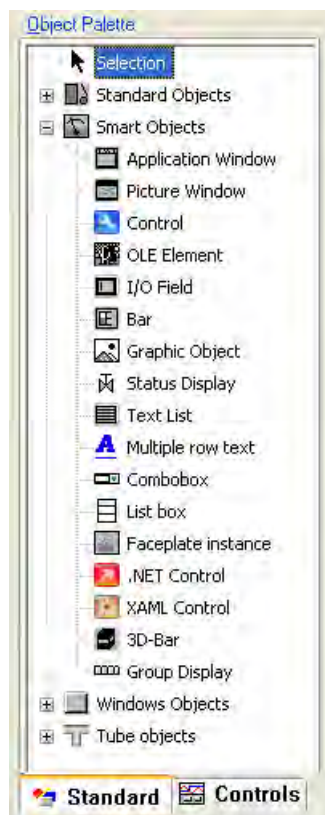 Object Palette
Selection
Standard Objects
Smart Objects
Application Window
Picture Window
Control
OLE Element
I/O Field
Bar
Graphic Object
Status Display
Text List
Multiple row text
Combobox
List box
Faceplate instance
.NET Control
XAML Control
3D-Bar
Group Display
Windows Objects
Tube objects
Standard Controls